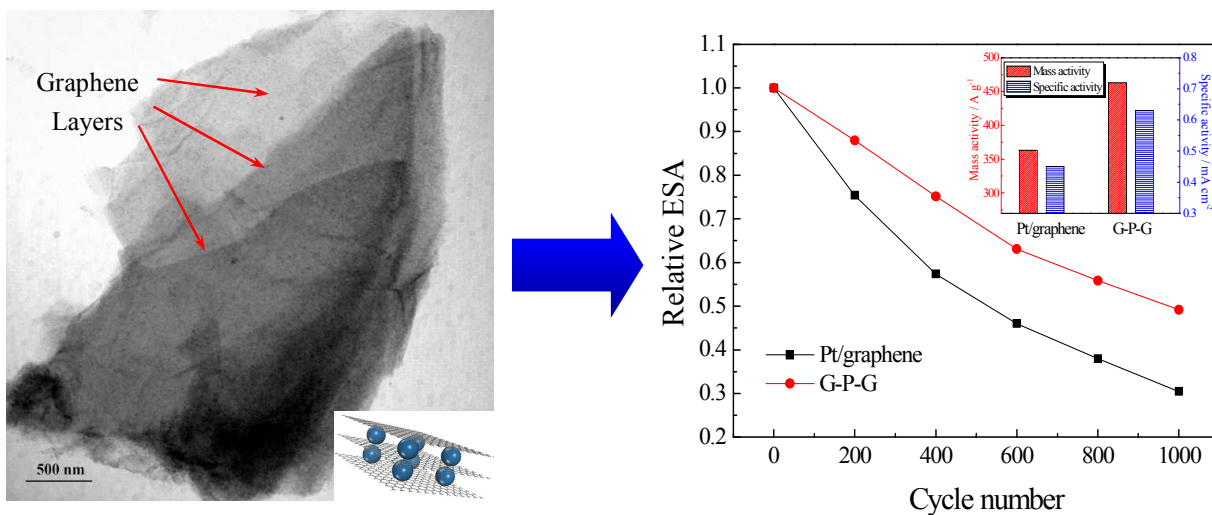 Graphene
Layers
500 nm
Relative ESA
1.1
1.0
0.9
0.8
0.7
0.6
0.5
0.4
0.3
0.2
0
200
400
600
800
1000
Cycle number
Pt/graphene
G-P-G
Mass activity / A g⁻¹
500
450
400
350
300
Mass activity
Specific activity
0.8
0.7
0.6
0.5
0.4
0.3
Specific activity / mA cm⁻²
Pt/graphene
G-P-G